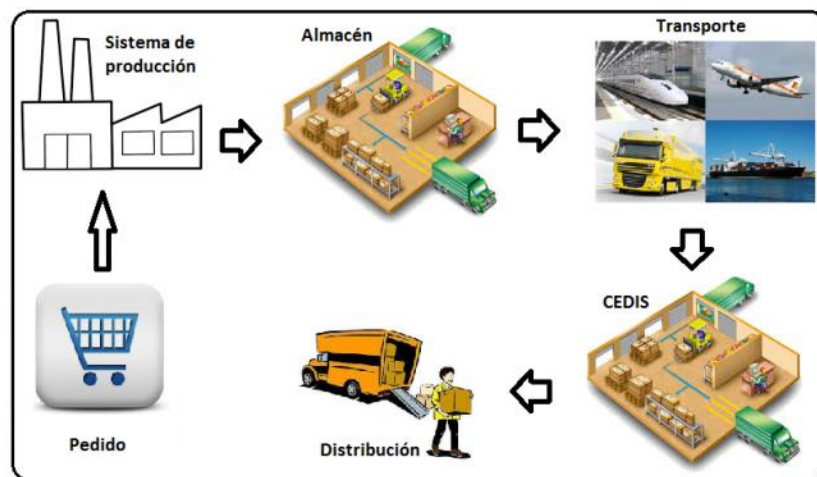 Sistema de
producción
Almacén
Transporte
CEDIS
Distribución
Pedido